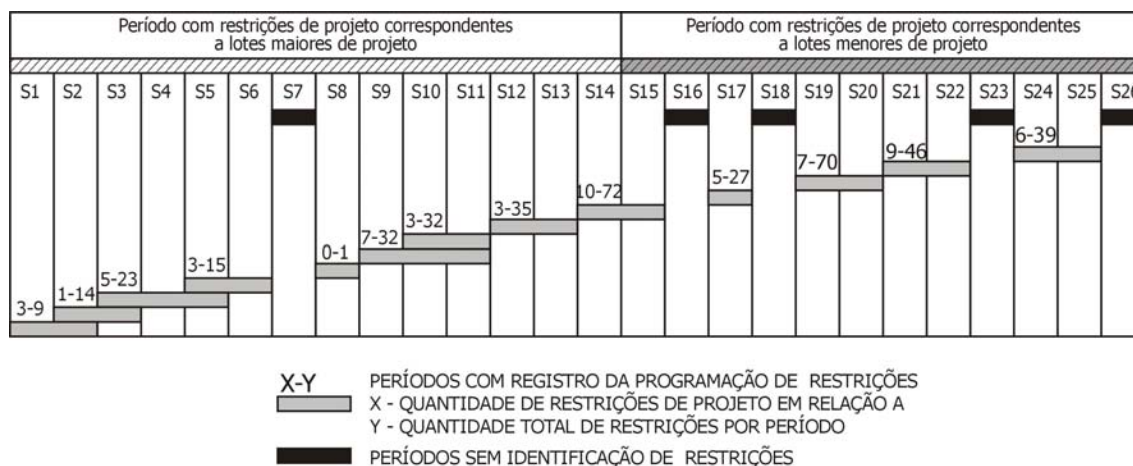 Período com restrições de projeto correspondentes
a lotes maiores de projeto
Período com restrições de projeto correspondentes
a lotes menores de projeto
S1 S2 S3 S4 S5 S6 S7 S8 S9 S10 S11 S12 S13 S14 S15 S16 S17 S18 S19 S20 S21 S22 S23 S24 S25 S26
6-39
9-46
7-70
5-27
10-72
3-35
3-32
7-32
0-1
3-15
5-23
1-14
3-9
X-Y PERÍODOS COM REGISTRO DA PROGRAMAÇÃO DE RESTRIÇÕES
X - QUANTIDADE DE RESTRIÇÕES DE PROJETO EM RELAÇÃO A
Y - QUANTIDADE TOTAL DE RESTRIÇÕES POR PERÍODO
PERÍODOS SEM IDENTIFICAÇÃO DE RESTRIÇÕES